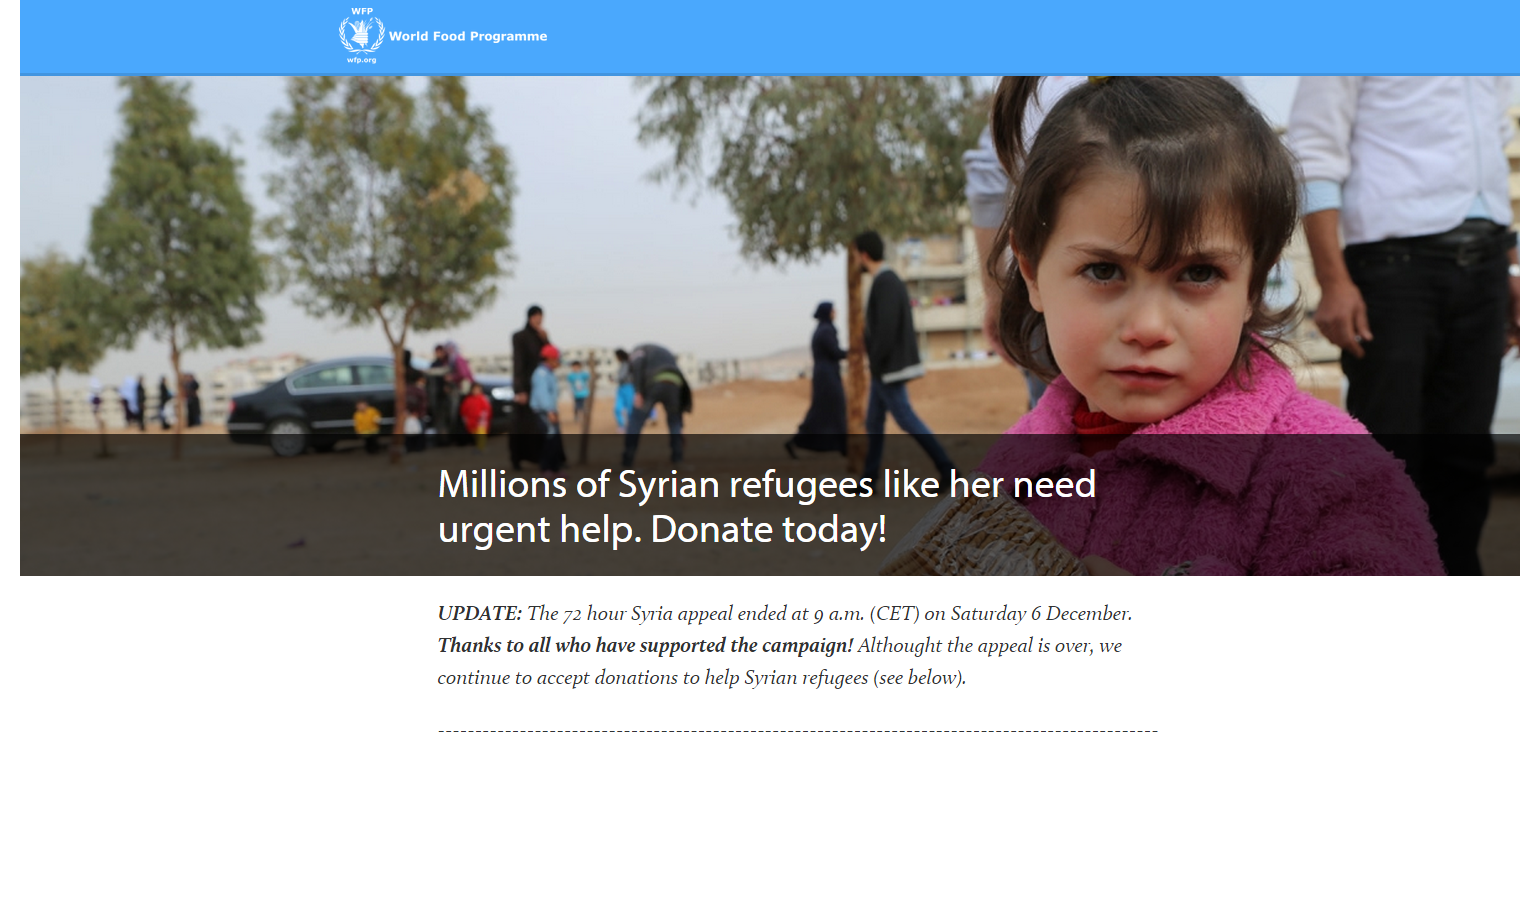 WFP
World Food Programme
wfp.org
Millions of Syrian refugees like her need
urgent help. Donate today!
UPDATE: The 72 hour Syria appeal ended at 9 a.m. (CET) on Saturday 6 December.
Thanks to all who have supported the campaign! Althought the appeal is over, we
continue to accept donations to help Syrian refugees (see below).